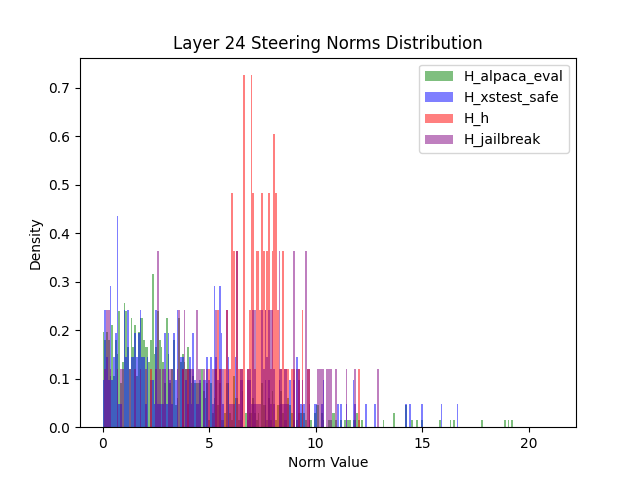 Layer 24 Steering Norms Distribution
H_alpaca_eval
H_xstest_safe
H_h
H_jailbreak
Density
0.7
0.6
0.5
0.4
0.3
0.2
0.1
0.0
0
5
10
15
20
Norm Value